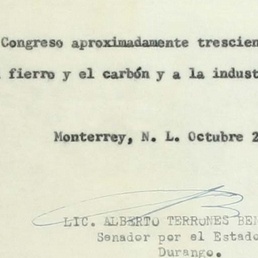 Congreso aproximadamente trescien
fierro y el carbón y a la indust
Monterrey, N. L. Octubre 2
LIC. ALBERTO TERRONES BEN
Senador por el Estado
Durango.